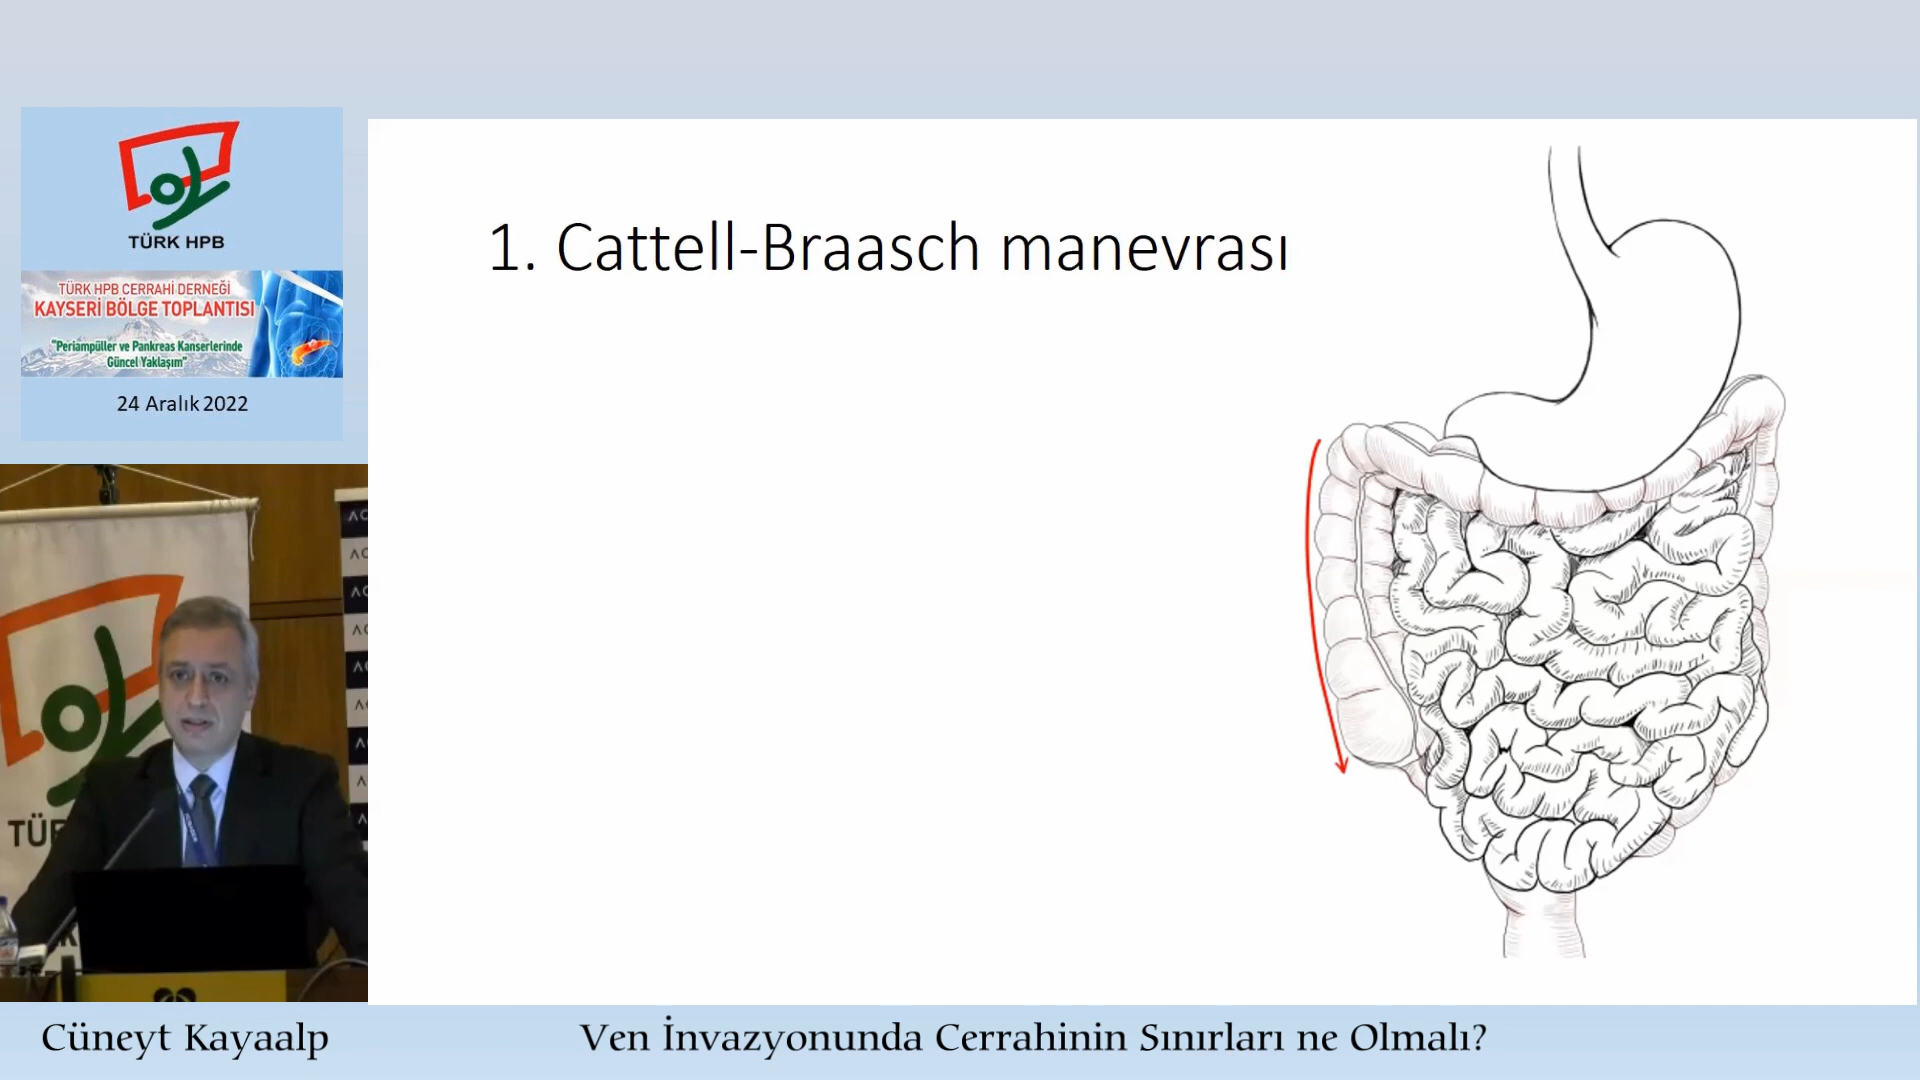 TÜRK HPB
TÜRK HPB CERRAHİ DERNEĞİ
KAYSERİ BÖLGE TOPLANTISI
"Periampüller ve Pankreas Kanserlerinde
Güncel Yaklaşım"
24 Aralık 2022
1. Cattell-Braasch manevrası
Cüneyt Kayaalp
Ven İnvazyonunda Cerrahinin Sınırları ne Olmalı?